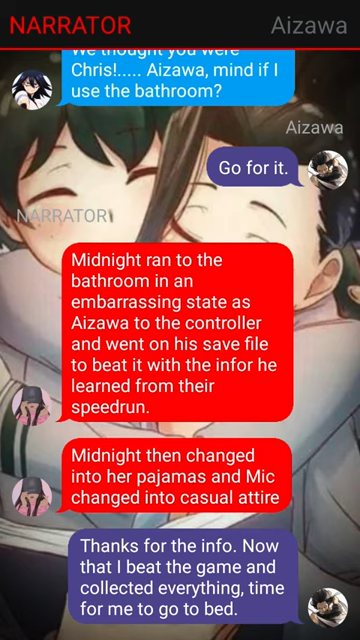 NARRATOR
Aizawa
We thought you were
Chris!..... Aizawa, mind if I
use the bathroom?
Aizawa
Go for it.
NARRATOR
Midnight ran to the
bathroom in an
embarrassing state as
Aizawa to the controller
and went on his save file
to beat it with the infor he
learned from their
speedrun.
Midnight then changed
into her pajamas and Mic
changed into casual attire
Thanks for the info. Now
that I beat the game and
collected everything, time
for me to go to bed.